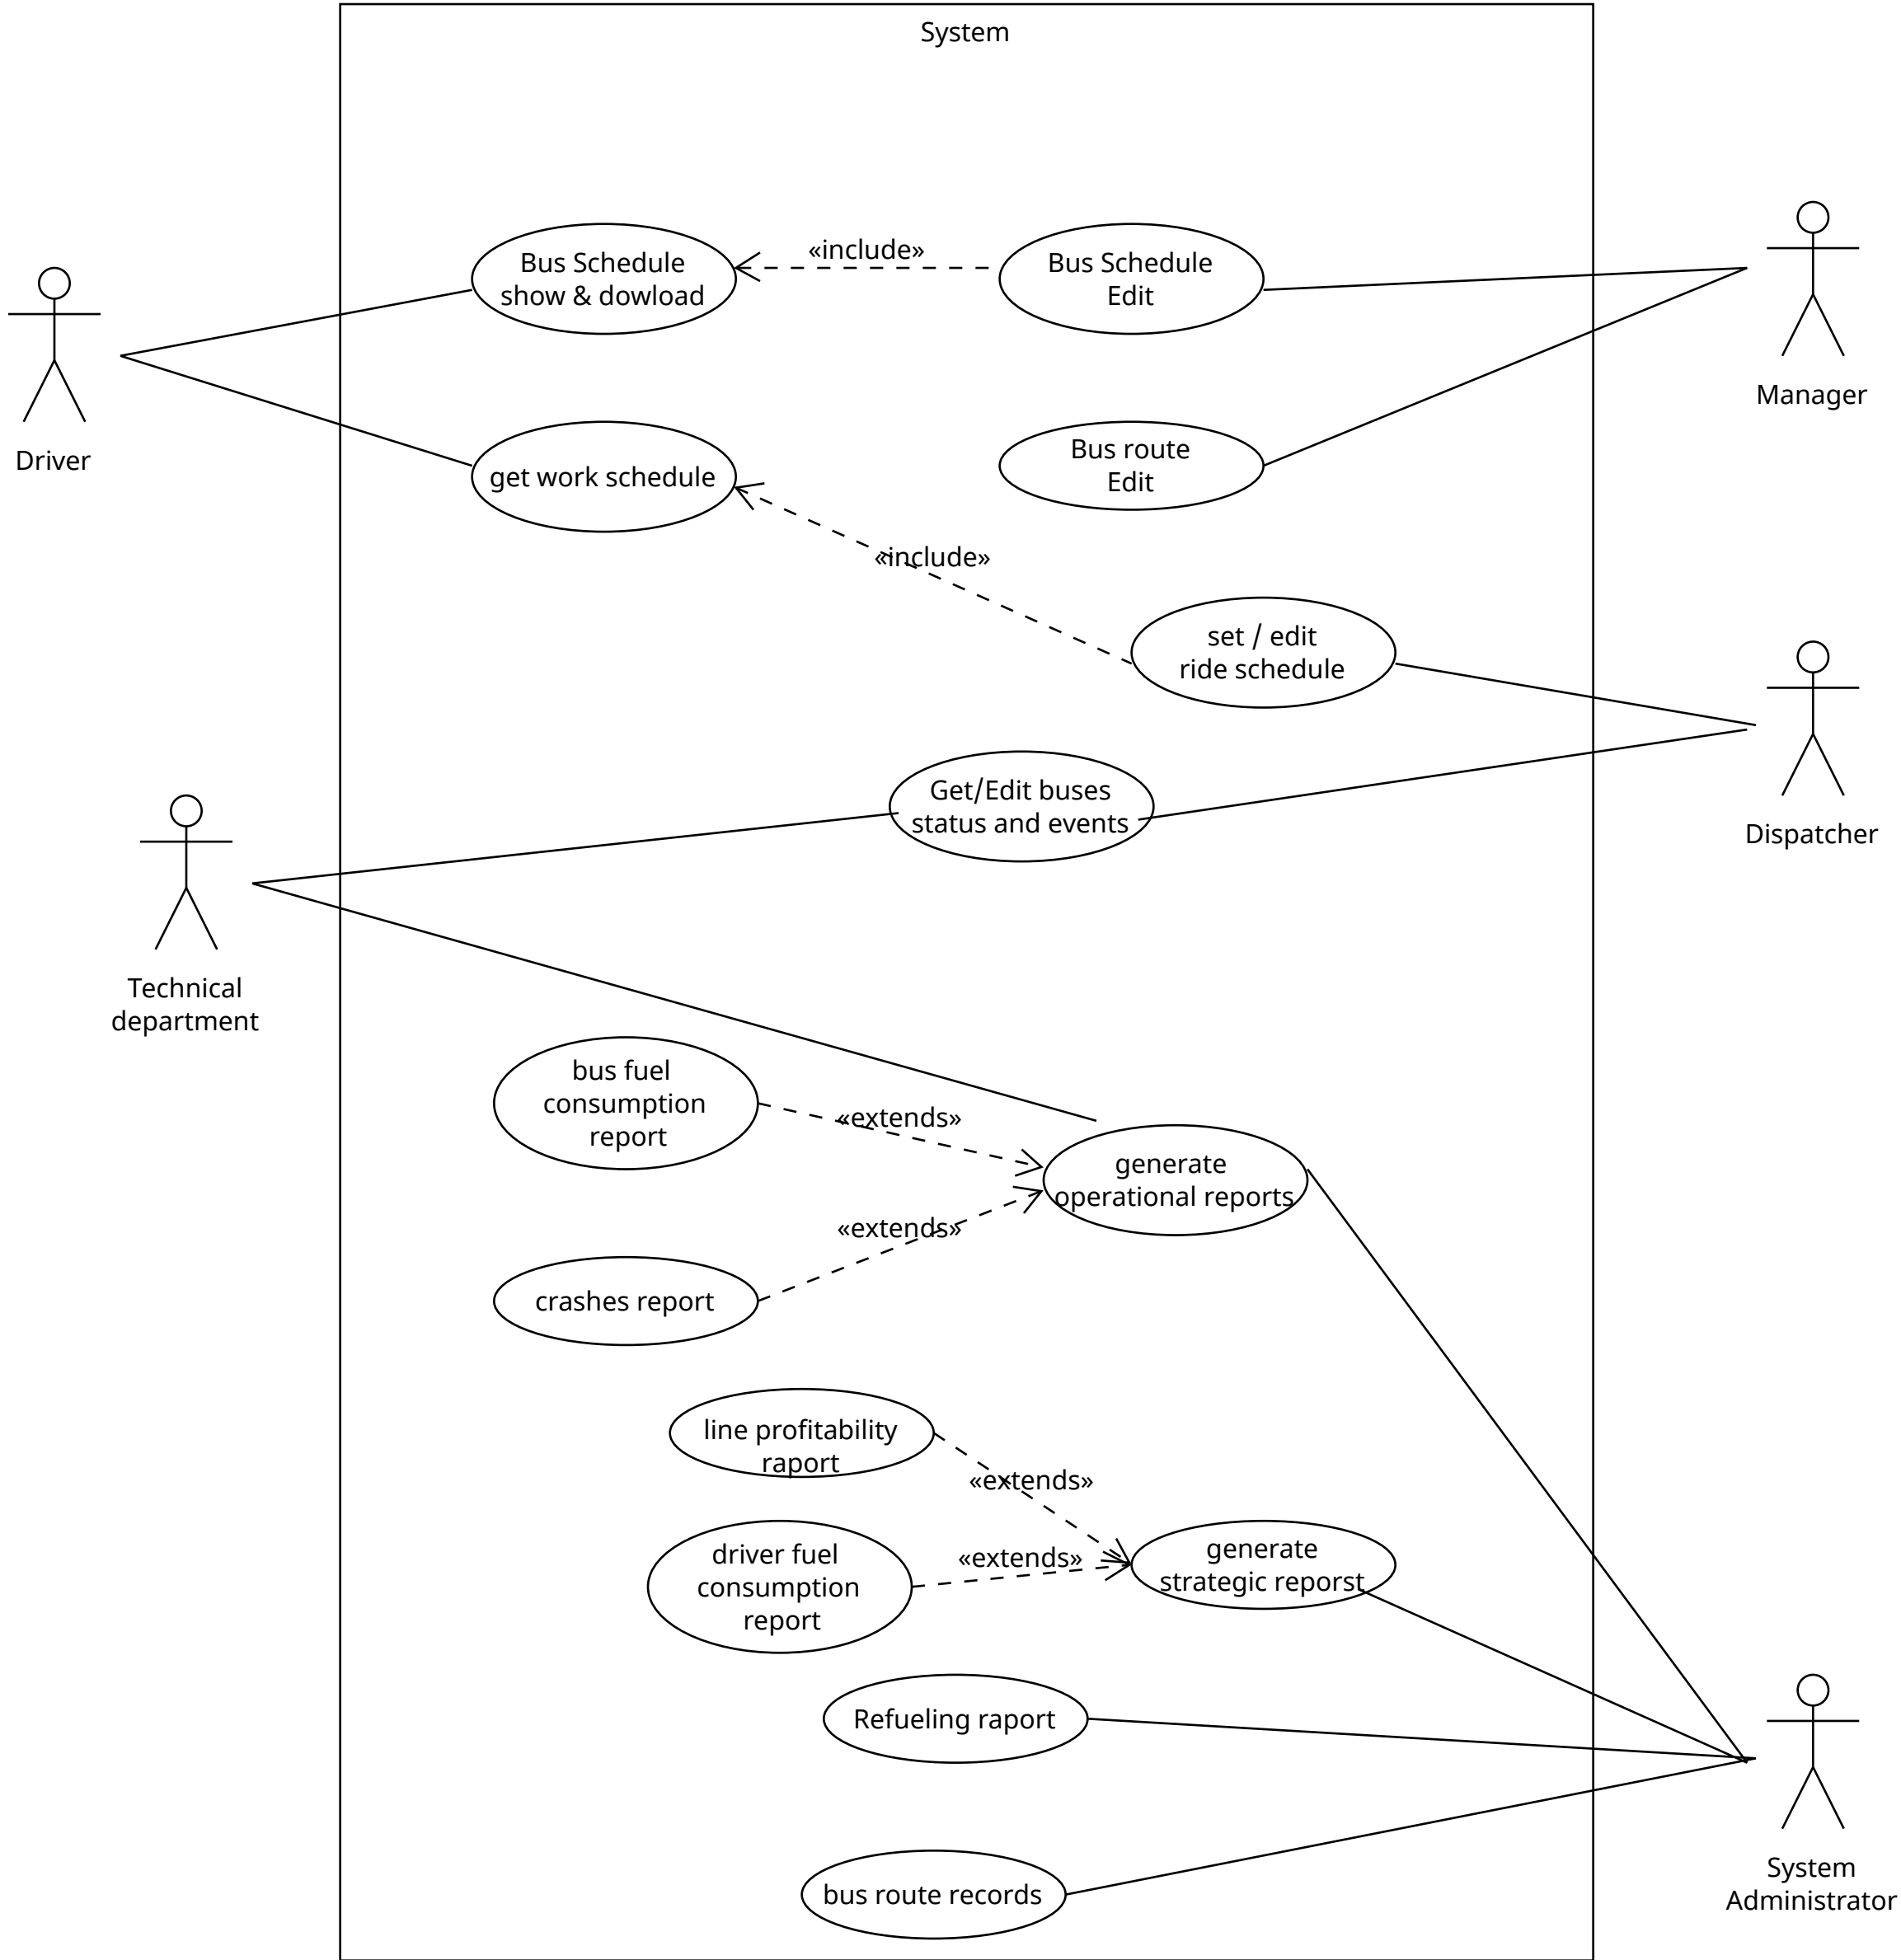 System
Bus Schedule
show & dowload
«include»
Bus Schedule
Edit
Manager
Driver
get work schedule
Bus route
Edit
«include»
set / edit
ride schedule
Get/Edit buses
status and events
Dispatcher
Technical
department
bus fuel
consumption
report
«extends»
generate
operational reports
«extends»
crashes report
line profitability
raport
«extends»
driver fuel
consumption
report
«extends»
generate
strategic reporst
Refueling raport
System
Administrator
bus route records